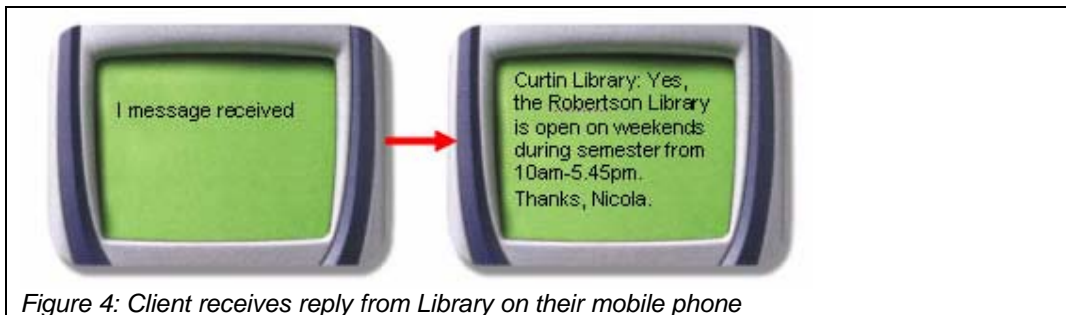 I message received
Curtin Library: Yes,
the Robertson Library
is open on weekends
during semester from
10am-5.45pm.
Thanks, Nicola.
Figure 4: Client receives reply from Library on their mobile phone